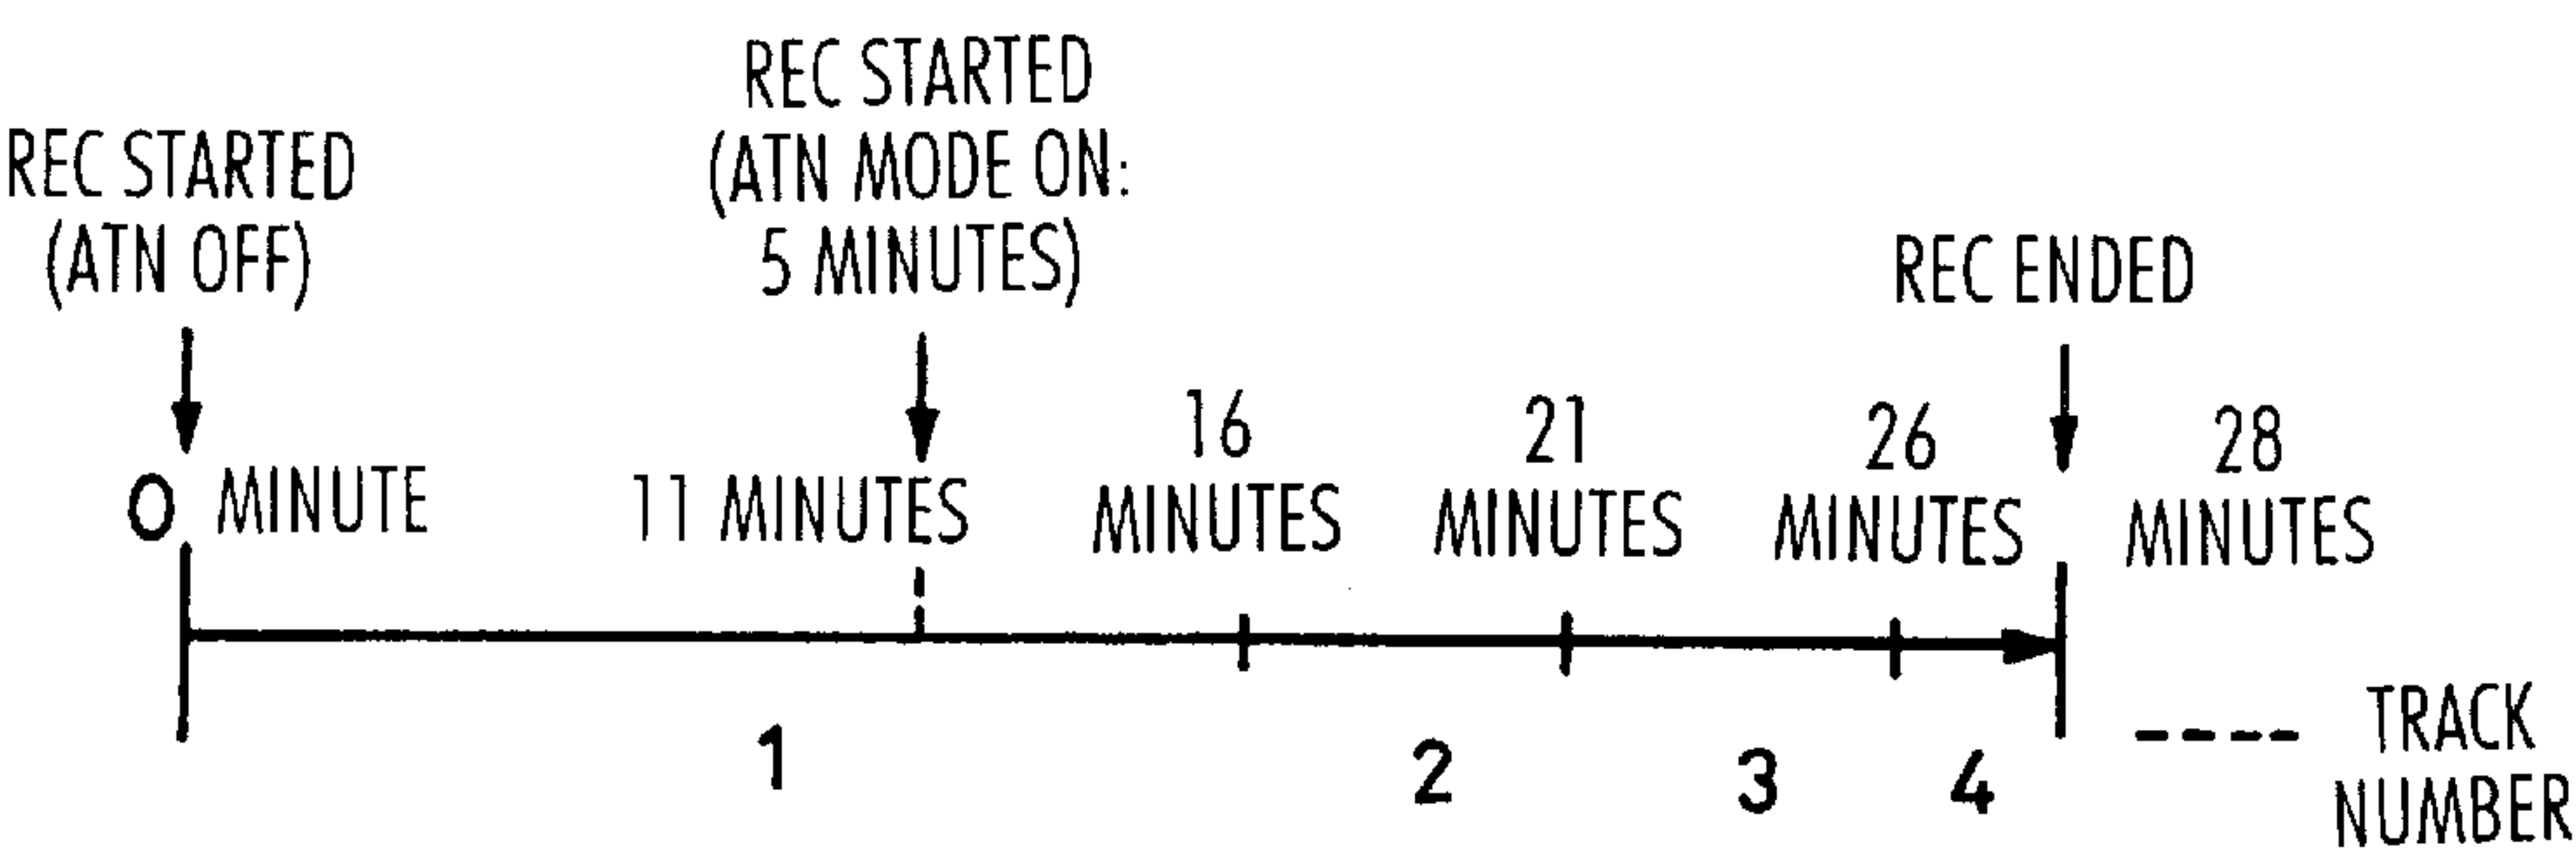 REC STARTED
(ATN OFF)
REC STARTED
(ATN MODE ON:
5 MINUTES)
REC ENDED
0 MINUTE
11 MINUTES
16
MINUTES
21
MINUTES
26
MINUTES
28
MINUTES
1
2
3
4
TRACK
NUMBER